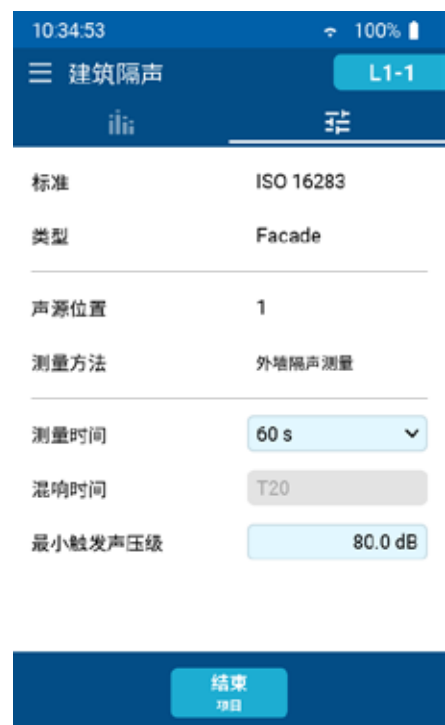 10:34:53 100%
建筑隔声 L1-1
标准 ISO 16283
类型 Facade
声源位置 1
测量方法 外墙隔声测量
测量时间 60 s
混响时间 T20
最小触发声压级 80.0 dB
结束
项目